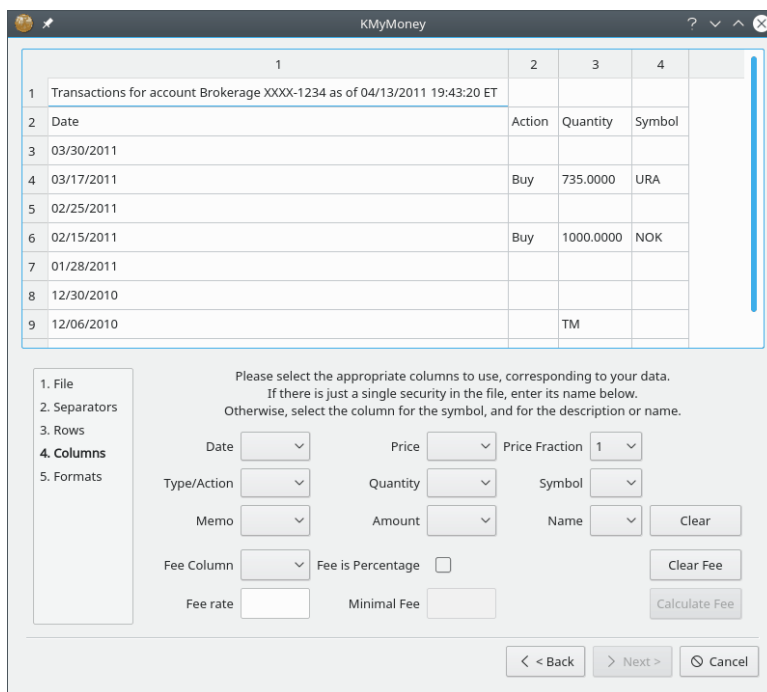 KMyMoney
1 2 3 4
1 Transactions for account Brokerage XXXX-1234 as of 04/13/2011 19:43:20 ET
2 Date Action Quantity Symbol
3 03/30/2011
4 03/17/2011 Buy 735.0000 URA
5 02/25/2011
6 02/15/2011 Buy 1000.0000 NOK
7 01/28/2011
8 12/30/2010
9 12/06/2010 TM
1. File
2. Separators
3. Rows
4. Columns
5. Formats
Please select the appropriate columns to use, corresponding to your data.
If there is just a single security in the file, enter its name below.
Otherwise, select the column for the symbol, and for the description or name.
Date Price Price Fraction 1
Type/Action Quantity Symbol
Memo Amount Name Clear
Fee Column Fee is Percentage Clear Fee
Fee rate Minimal Fee Calculate Fee
< Back Next > Cancel